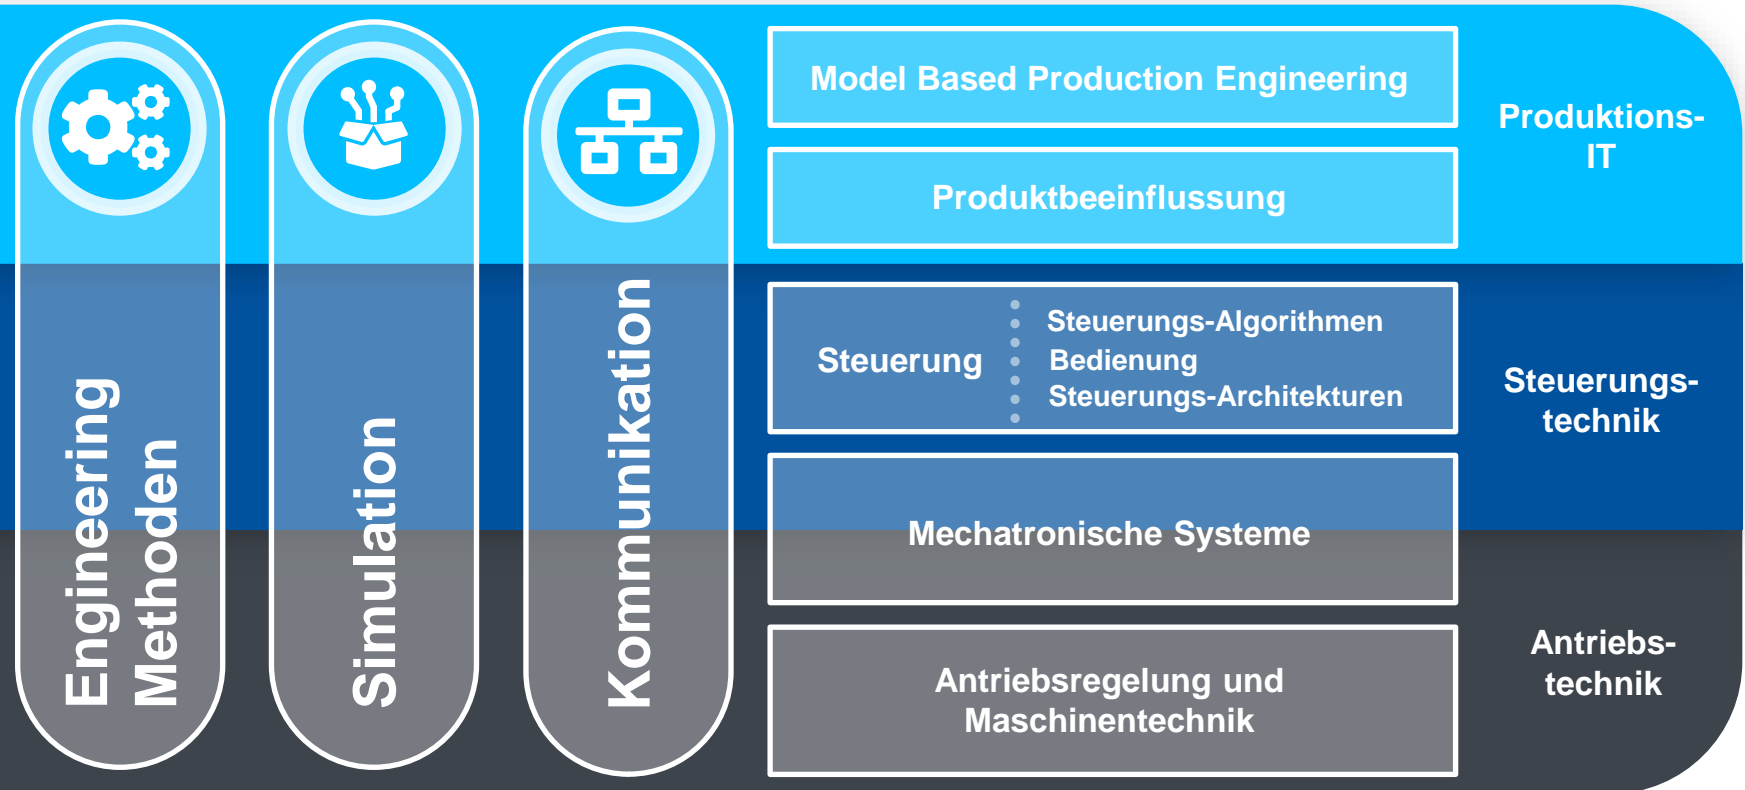 Engineering
Methoden
Simulation
Kommunikation
Model Based Production Engineering
Produktbeeinflussung
Produktions-
IT
Steuerung
Steuerungs-Algorithmen
Bedienung
Steuerungs-Architekturen
Steuerungs-
technik
Mechatronische Systeme
Antriebsregelung und
Maschinentechnik
Antriebs-
technik